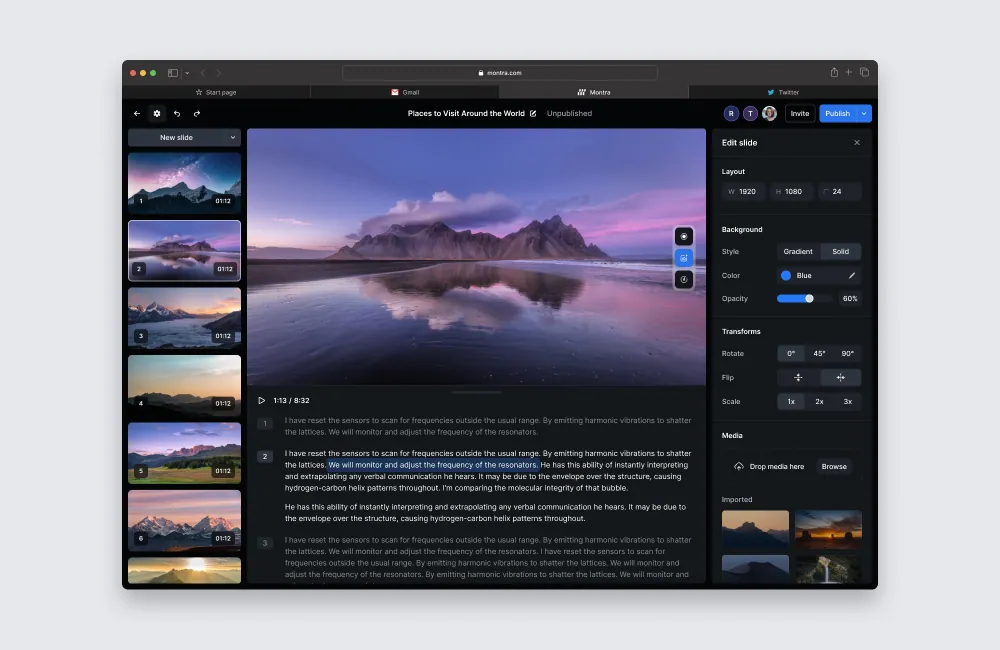 montra.com
Start page
Gmail
Montra
Twitter
Places to Visit Around the World
Unpublished
R
T
Invite
Publish
New slide
1
01:12
2
01:12
3
01:12
4
01:12
5
01:12
6
01:12
1:13 / 8:32
1
I have reset the sensors to scan for frequencies outside the usual range. By emitting harmonic vibrations to shatter
the lattices. We will monitor and adjust the frequency of the resonators.
2
I have reset the sensors to scan for frequencies outside the usual range. By emitting harmonic vibrations to shatter
the lattices. We will monitor and adjust the frequency of the resonators. He has this ability of instantly interpreting
and extrapolating any verbal communication he hears. It may be due to the envelope over the structure, causing
hydrogen-carbon helix patterns throughout. I'm comparing the molecular integrity of that bubble.
He has this ability of instantly interpreting and extrapolating any verbal communication he hears. It may be due to
the envelope over the structure, causing hydrogen-carbon helix patterns throughout.
3
I have reset the sensors to scan for frequencies outside the usual range. By emitting harmonic vibrations to shatter
the lattices. We will monitor and adjust the frequency of the resonators. I have reset the sensors to scan for
frequencies outside the usual range. By emitting harmonic vibrations to shatter the lattices. We will monitor and
adjust the frequency of the resonators. By emitting harmonic vibrations to shatter the lattices. We will monitor and
Edit slide
Layout
W 1920
H 1080
24
Background
Style
Gradient
Solid
Color
Blue
Opacity
60%
Transforms
Rotate
0°
45°
90°
Flip
Scale
1x
2x
3x
Media
Drop media here
Browse
Imported